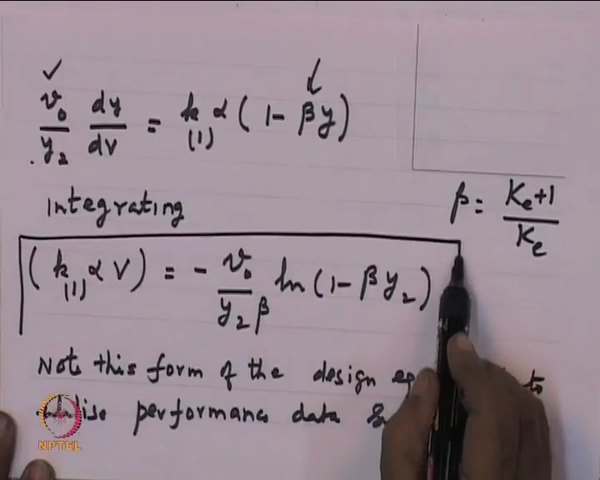 v₀/y₂ dy/dv = k(1) α (1 - βy)
Integrating
β = Ke+1/Ke
(k(1) α V) = - v₀/y₂β ln (1 - βy₂)
Note this form of the design to
performance data
NPTEL